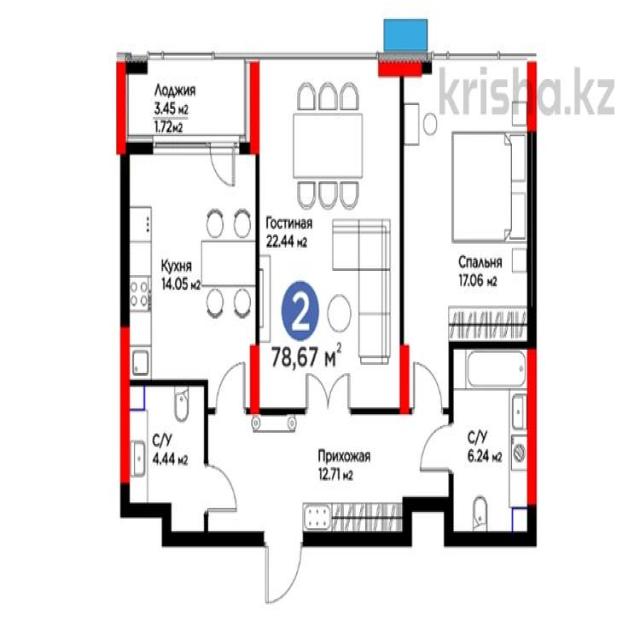 krisha.kz
Лоджия
3.45 м2
1.72м2
Гостиная
22.44 м2
Кухня
14.05 м2
Спальня
17.06 м2
2
78,67 м2
С/У
4.44 м2
Прихожая
12.71 м2
С/У
6.24 м2